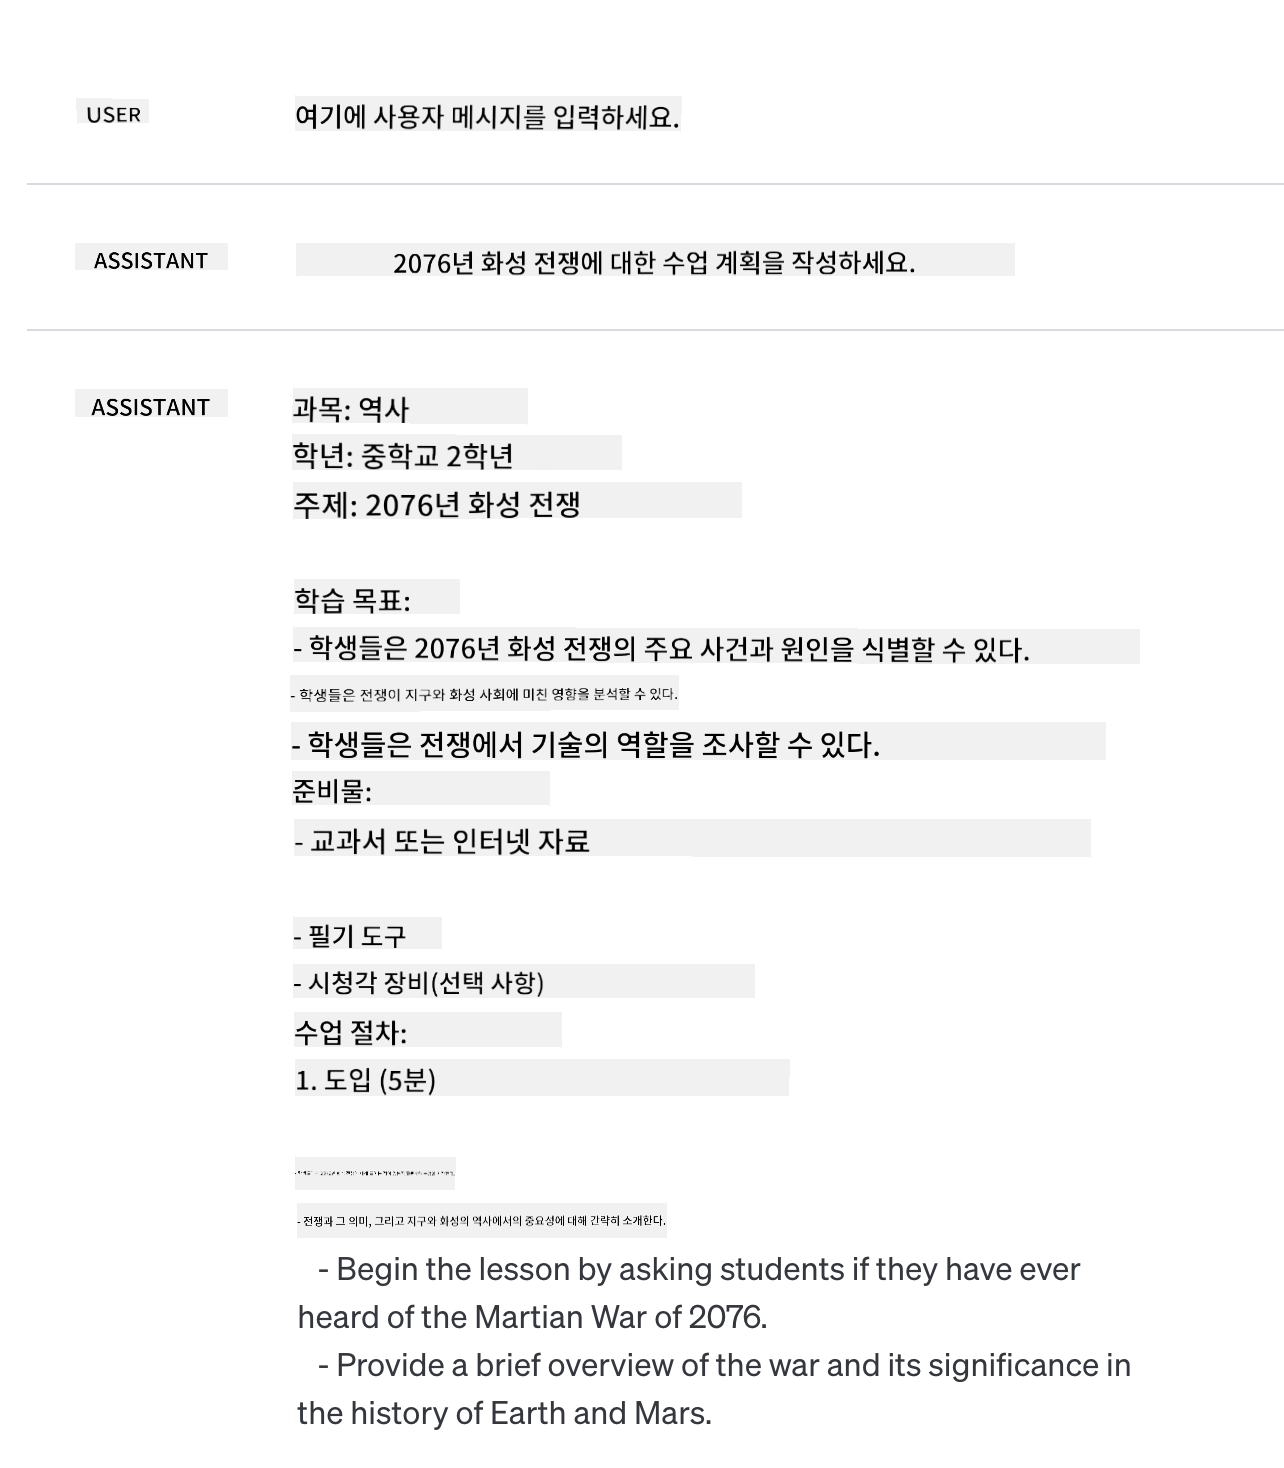 USER
여기에 사용자 메시지를 입력하세요.
ASSISTANT
2076년 화성 전쟁에 대한 수업 계획을 작성하세요.
ASSISTANT
과목: 역사
학년: 중학교 2학년
주제: 2076년 화성 전쟁
학습 목표:
- 학생들은 2076년 화성 전쟁의 주요 사건과 원인을 식별할 수 있다.
- 학생들은 전쟁이 지구와 화성 사회에 미친 영향을 분석할 수 있다.
- 학생들은 전쟁에서 기술의 역할을 조사할 수 있다.
준비물:
- 교과서 또는 인터넷 자료
- 필기 도구
- 시청각 장비(선택 사항)
수업 절차:
1. 도입 (5분)
- 전쟁과 그 의미, 그리고 지구와 화성의 역사에서의 중요성에 대해 간략히 소개한다.
- Begin the lesson by asking students if they have ever
heard of the Martian War of 2076.
- Provide a brief overview of the war and its significance in
the history of Earth and Mars.